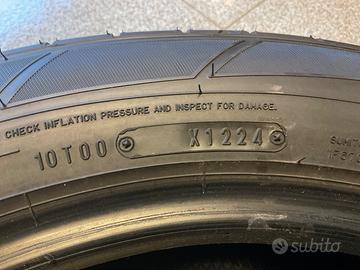 CHECK INFLATION PRESSURE AND INSPECT FOR DAMAGE.
10T00 X1224
subito